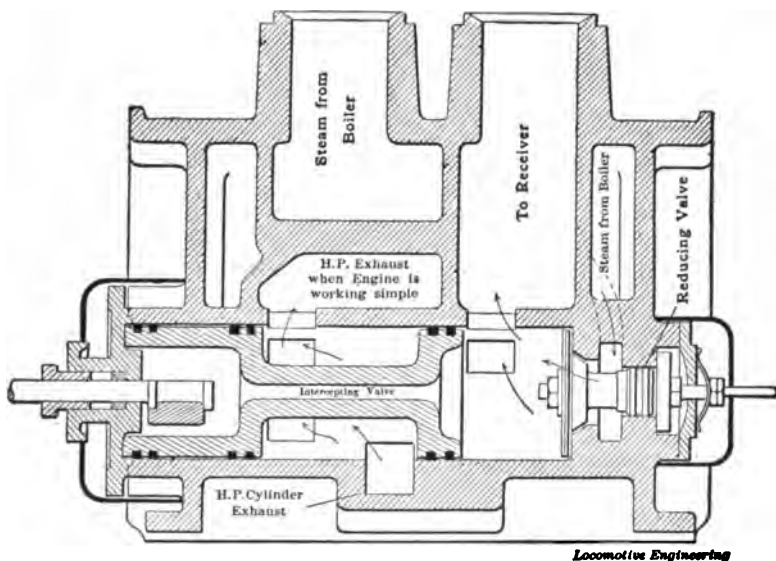 Steam from
Boiler
To Receiver
Steam from Boiler
Reducing Valve
H.P. Exhaust
when Engine is
working simple
Intercepting Valve
H.P. Cylinder
Exhaust
Locomotive Engineering